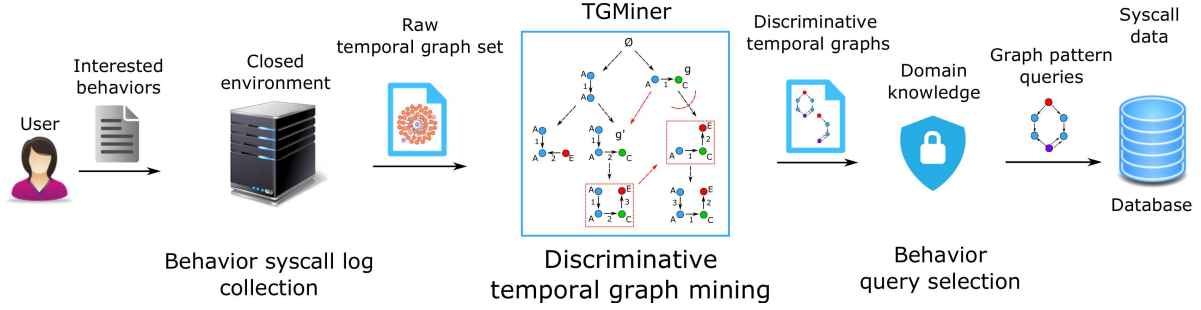 User
Interested
behaviors
Closed
environment
Behavior syscall log
collection
Raw
temporal graph set
TGMiner
Ø
A
1
A
A
1
C
g
A
1
A
2
E
A
1
A
2
C
g'
E
2
A
1
C
A
1
A
2
C
3
E
A
3
A
1
C
2
E
Discriminative
temporal graph mining
Discriminative
temporal graphs
Domain
knowledge
Graph pattern
queries
Behavior
query selection
Syscall
data
Database